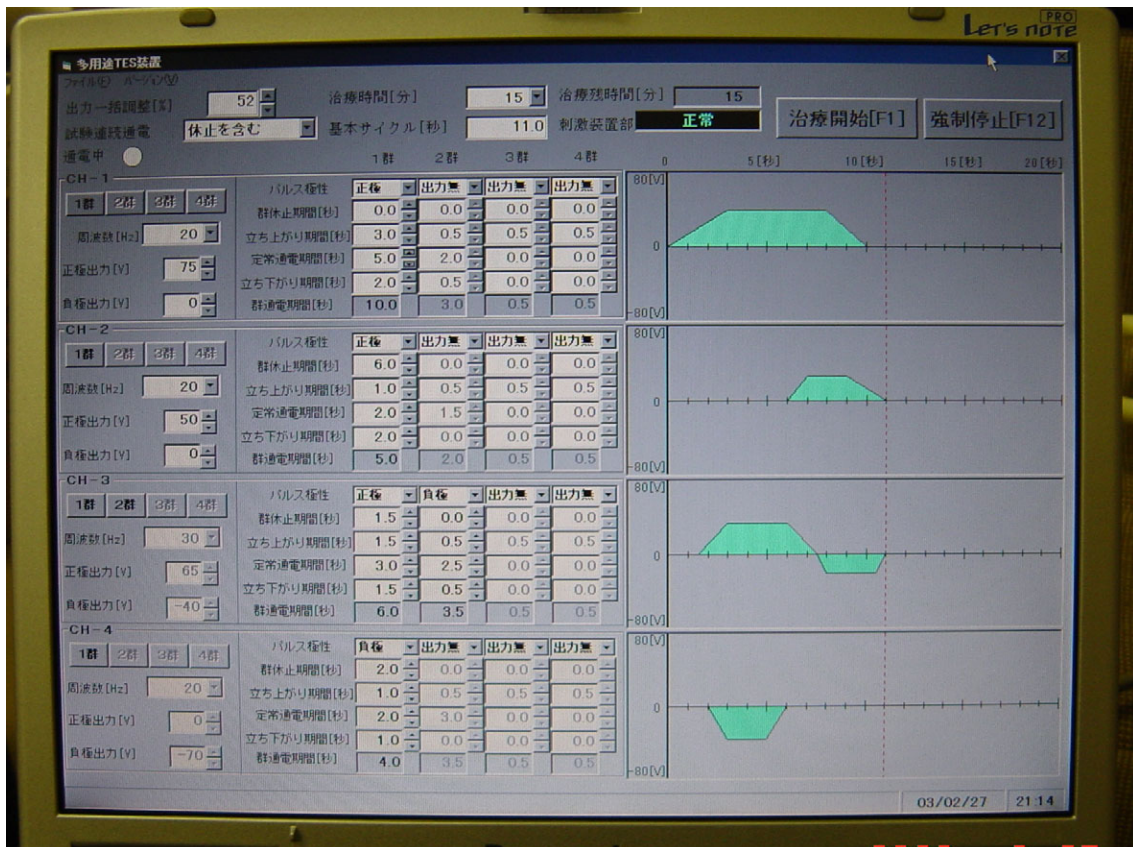 Let's note PRO
多用途TES装置
ファイル(F) バージョン(V)
出力一括調整[%] 52 治療時間[分] 15 治療残時間[分] 15
試験連続通電 休止を含む 基本サイクル[秒] 11.0 刺激装置部 正常 治療開始[F1] 強制停止[F12]
通電中
1群 2群 3群 4群
0 5[秒] 10[秒] 15[秒] 20[秒]
CH-1
1群 2群 3群 4群
周波数[Hz] 20
正極出力[V] 75
負極出力[V] 0
パルス極性 正極 出力無 出力無 出力無
群休止期間[秒] 0.0 0.0 0.0 0.0
立ち上がり期間[秒] 3.0 0.5 0.5 0.5
定常通電期間[秒] 5.0 2.0 0.0 0.0
立ち下がり期間[秒] 2.0 0.5 0.0 0.0
群通電期間[秒] 10.0 3.0 0.5 0.5
80[V]
0
-80[V]
CH-2
1群 2群 3群 4群
周波数[Hz] 20
正極出力[V] 50
負極出力[V] 0
パルス極性 正極 出力無 出力無 出力無
群休止期間[秒] 6.0 0.0 0.0 0.0
立ち上がり期間[秒] 1.0 0.5 0.5 0.5
定常通電期間[秒] 2.0 1.5 0.0 0.0
立ち下がり期間[秒] 2.0 0.0 0.0 0.0
群通電期間[秒] 5.0 2.0 0.5 0.5
80[V]
0
-80[V]
CH-3
1群 2群 3群 4群
周波数[Hz] 30
正極出力[V] 65
負極出力[V] -40
パルス極性 正極 負極 出力無 出力無
群休止期間[秒] 1.5 0.0 0.0 0.0
立ち上がり期間[秒] 1.5 0.5 0.5 0.5
定常通電期間[秒] 3.0 2.5 0.0 0.0
立ち下がり期間[秒] 1.5 0.5 0.0 0.0
群通電期間[秒] 6.0 3.5 0.5 0.5
80[V]
0
-80[V]
CH-4
1群 2群 3群 4群
周波数[Hz] 20
正極出力[V] 0
負極出力[V] -70
パルス極性 負極 出力無 出力無 出力無
群休止期間[秒] 2.0 0.0 0.0 0.0
立ち上がり期間[秒] 1.0 0.5 0.5 0.5
定常通電期間[秒] 2.0 3.0 0.0 0.0
立ち下がり期間[秒] 1.0 0.0 0.0 0.0
群通電期間[秒] 4.0 3.5 0.5 0.5
80[V]
0
-80[V]
03/02/27 21:14